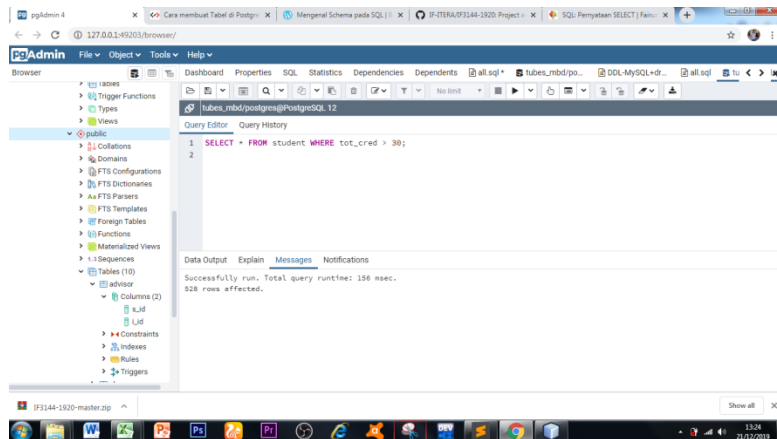 pgAdmin 4
Cara membuat Tabel di Postgre
Mengenal Schema pada SQL | B
IF-ITERA/IF3144-1920: Project a
SQL: Pernyataan SELECT | Fairuz
127.0.0.1:49203/browser/
pgAdmin File Object Tools Help
Browser
Dashboard Properties SQL Statistics Dependencies Dependents all.sql * tubes_mbd/po... DDL-MySQL+dr... all.sql tu
No limit
tubes_mbd/postgres@PostgreSQL 12
Query Editor Query History
1 SELECT * FROM student WHERE tot_cred > 30;
2
Tables
Trigger Functions
Types
Views
public
Collations
Domains
FTS Configurations
FTS Dictionaries
FTS Parsers
FTS Templates
Foreign Tables
Functions
Materialized Views
1..3 Sequences
Tables (10)
advisor
Columns (2)
s_id
i_id
Constraints
Indexes
Rules
Triggers
Data Output Explain Messages Notifications
Successfully run. Total query runtime: 156 msec.
528 rows affected.
IF3144-1920-master.zip
Show all
13:24
21/12/2019